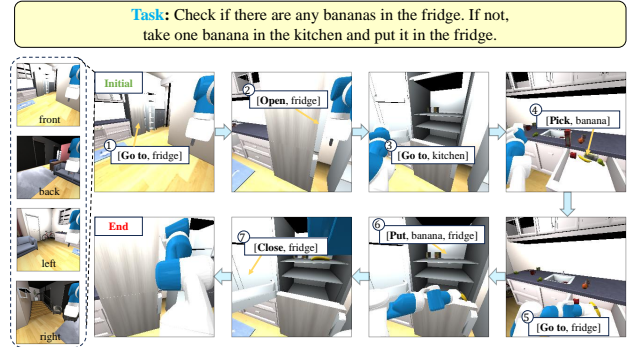 Task: Check if there are any bananas in the fridge. If not,
take one banana in the kitchen and put it in the fridge.
front
back
left
right
Initial
① [Go to, fridge]
② [Open, fridge]
③ [Go to, kitchen]
④ [Pick, banana]
⑤ [Go to, fridge]
⑥ [Put, banana, fridge]
⑦ [Close, fridge]
End